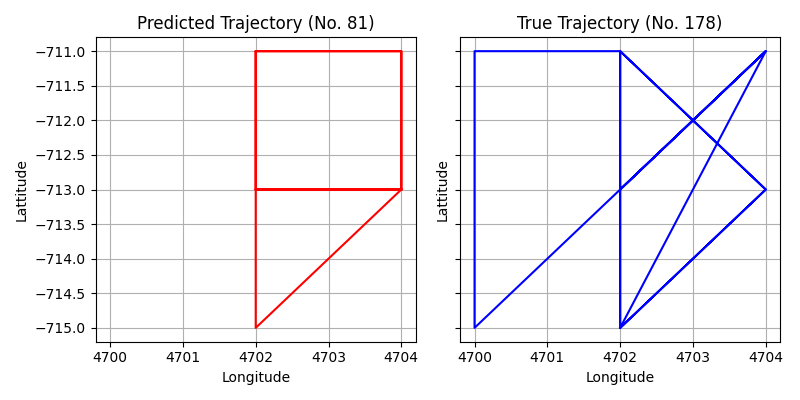 Predicted Trajectory (No. 81)
True Trajectory (No. 178)
−711.0
−711.5
−712.0
−712.5
−713.0
−713.5
−714.0
−714.5
−715.0
Lattitude
Lattitude
4700 4701 4702 4703 4704
4700 4701 4702 4703 4704
Longitude
Longitude